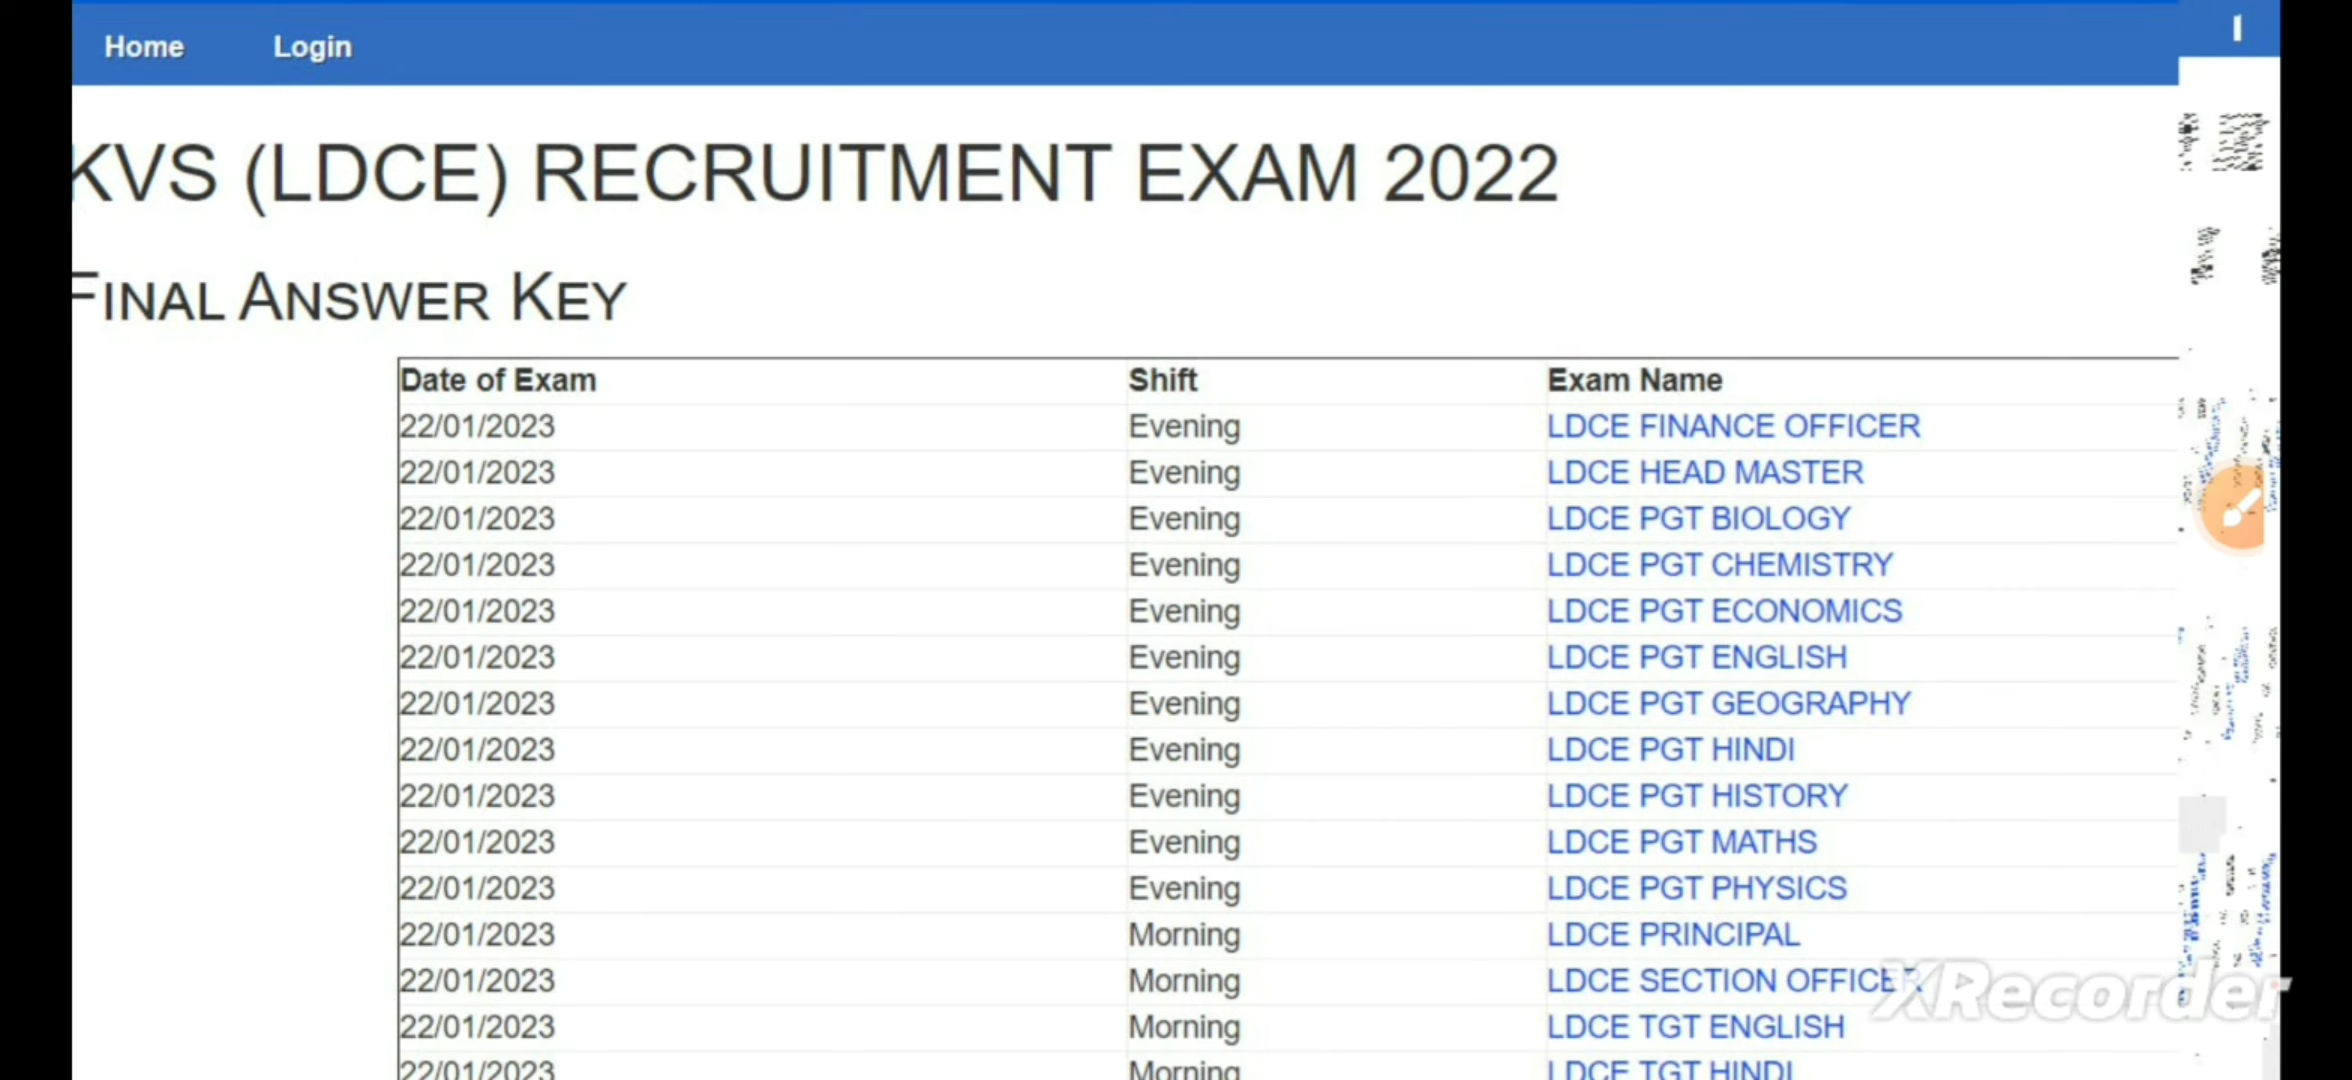 Home Login
KVS (LDCE) RECRUITMENT EXAM 2022
FINAL ANSWER KEY
Date of Exam Shift Exam Name
22/01/2023 Evening LDCE FINANCE OFFICER
22/01/2023 Evening LDCE HEAD MASTER
22/01/2023 Evening LDCE PGT BIOLOGY
22/01/2023 Evening LDCE PGT CHEMISTRY
22/01/2023 Evening LDCE PGT ECONOMICS
22/01/2023 Evening LDCE PGT ENGLISH
22/01/2023 Evening LDCE PGT GEOGRAPHY
22/01/2023 Evening LDCE PGT HINDI
22/01/2023 Evening LDCE PGT HISTORY
22/01/2023 Evening LDCE PGT MATHS
22/01/2023 Evening LDCE PGT PHYSICS
22/01/2023 Morning LDCE PRINCIPAL
22/01/2023 Morning LDCE SECTION OFFICER
XRecorder
22/01/2023 Morning LDCE TGT ENGLISH
22/01/2023 Morning LDCE TGT HINDI